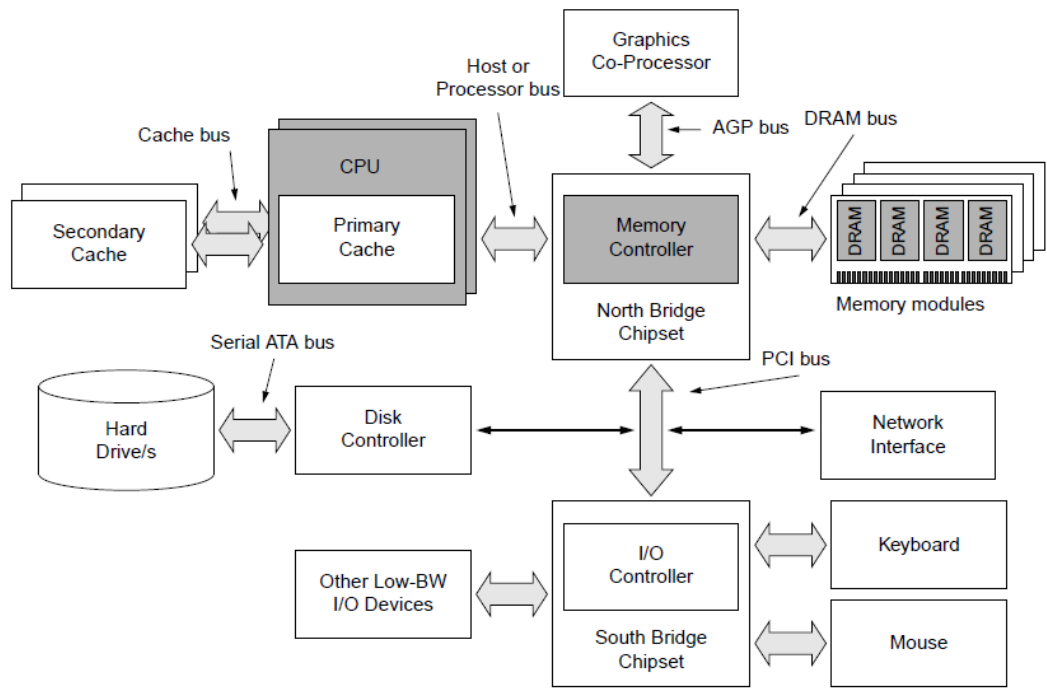 Graphics
Co-Processor
Host or
Processor bus
AGP bus
DRAM bus
Cache bus
CPU
Primary
Cache
Secondary
Cache
Memory
Controller
North Bridge
Chipset
DRAM
DRAM
DRAM
DRAM
Memory modules
Serial ATA bus
PCI bus
Hard
Drive/s
Disk
Controller
Network
Interface
I/O
Controller
South Bridge
Chipset
Keyboard
Other Low-BW
I/O Devices
Mouse